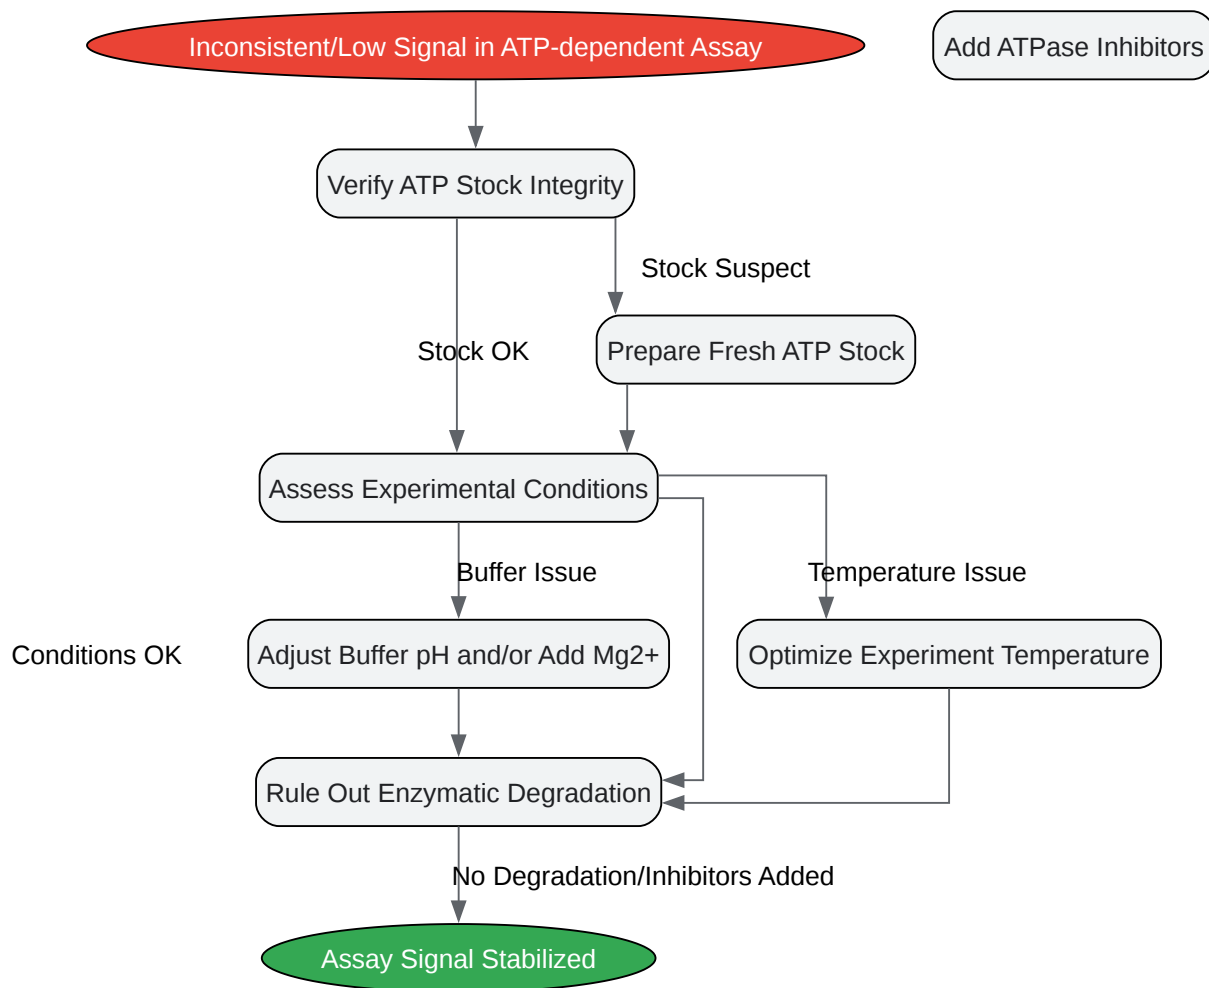 Inconsistent/Low Signal in ATP-dependent Assay
Add ATPase Inhibitors
Verify ATP Stock Integrity
Stock Suspect
Stock OK
Prepare Fresh ATP Stock
Assess Experimental Conditions
Buffer Issue
Temperature Issue
Conditions OK
Adjust Buffer pH and/or Add Mg2+
Optimize Experiment Temperature
Rule Out Enzymatic Degradation
No Degradation/Inhibitors Added
Assay Signal Stabilized